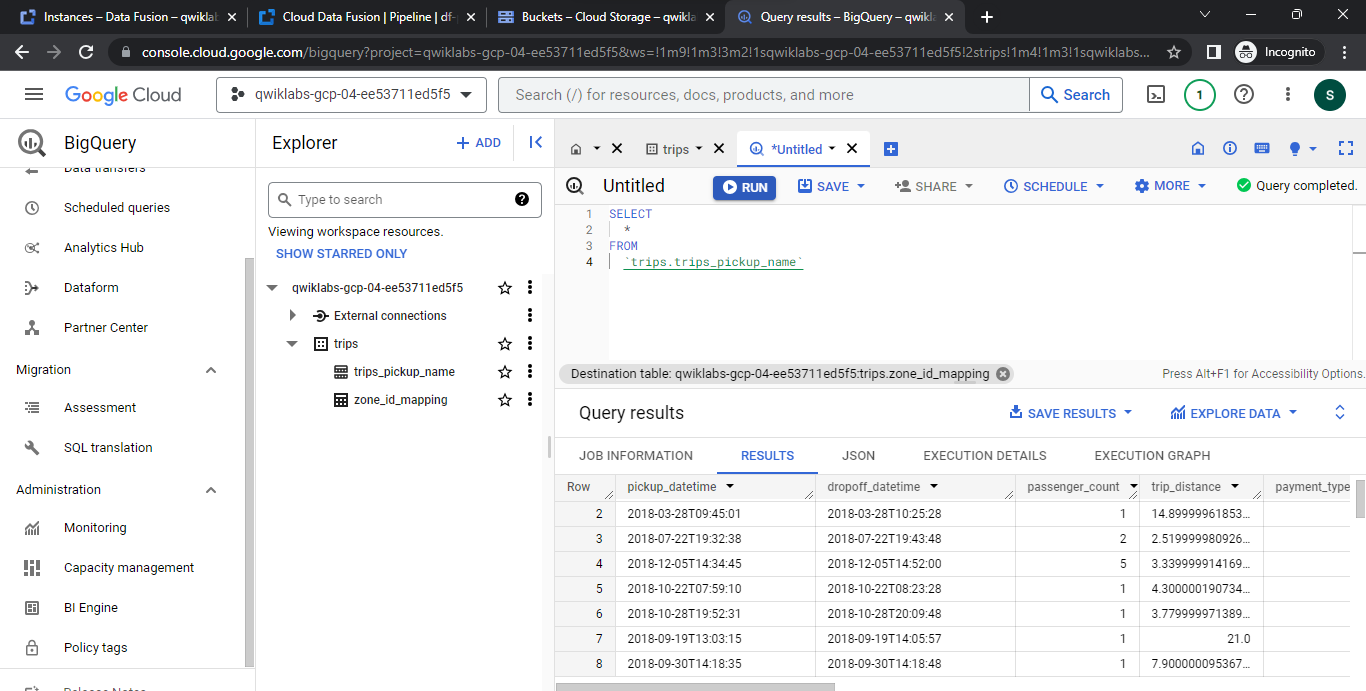 Instances – Data Fusion – qwikla
Cloud Data Fusion | Pipeline | df-
Buckets – Cloud Storage – qwikla
Query results – BigQuery – qwikl
console.cloud.google.com/bigquery?project=qwiklabs-gcp-04-ee53711ed5f5&ws=!1m9!1m3!3m2!1sqwiklabs-gcp-04-ee53711ed5f5!2strips!1m4!1m3!1sqwiklabs...
Incognito
Google Cloud
qwiklabs-gcp-04-ee53711ed5f5
Search (/) for resources, docs, products, and more
Search
1
S
BigQuery
Data transfers
Scheduled queries
Analytics Hub
Dataform
Partner Center
Migration
Assessment
SQL translation
Administration
Monitoring
Capacity management
BI Engine
Policy tags
Release Notes
Explorer
+ ADD
Type to search
Viewing workspace resources.
SHOW STARRED ONLY
qwiklabs-gcp-04-ee53711ed5f5
External connections
trips
trips_pickup_name
zone_id_mapping
trips
*Untitled
Untitled
RUN
SAVE
SHARE
SCHEDULE
MORE
Query completed.
1 SELECT
2 *
3 FROM
4 `trips.trips_pickup_name`
Destination table: qwiklabs-gcp-04-ee53711ed5f5:trips.zone_id_mapping
Press Alt+F1 for Accessibility Options.
Query results
SAVE RESULTS
EXPLORE DATA
JOB INFORMATION RESULTS JSON EXECUTION DETAILS EXECUTION GRAPH
Row pickup_datetime dropoff_datetime passenger_count trip_distance payment_type
2 2018-03-28T09:45:01 2018-03-28T10:25:28 1 14.89999961853...
3 2018-07-22T19:32:38 2018-07-22T19:43:48 2 2.519999980926...
4 2018-12-05T14:34:45 2018-12-05T14:52:00 5 3.339999914169...
5 2018-10-22T07:59:10 2018-10-22T08:23:28 1 4.300000190734...
6 2018-10-28T19:52:31 2018-10-28T20:09:48 1 3.779999971389...
7 2018-09-19T13:03:15 2018-09-19T14:05:57 1 21.0
8 2018-09-30T14:18:35 2018-09-30T14:18:48 1 7.900000095367...